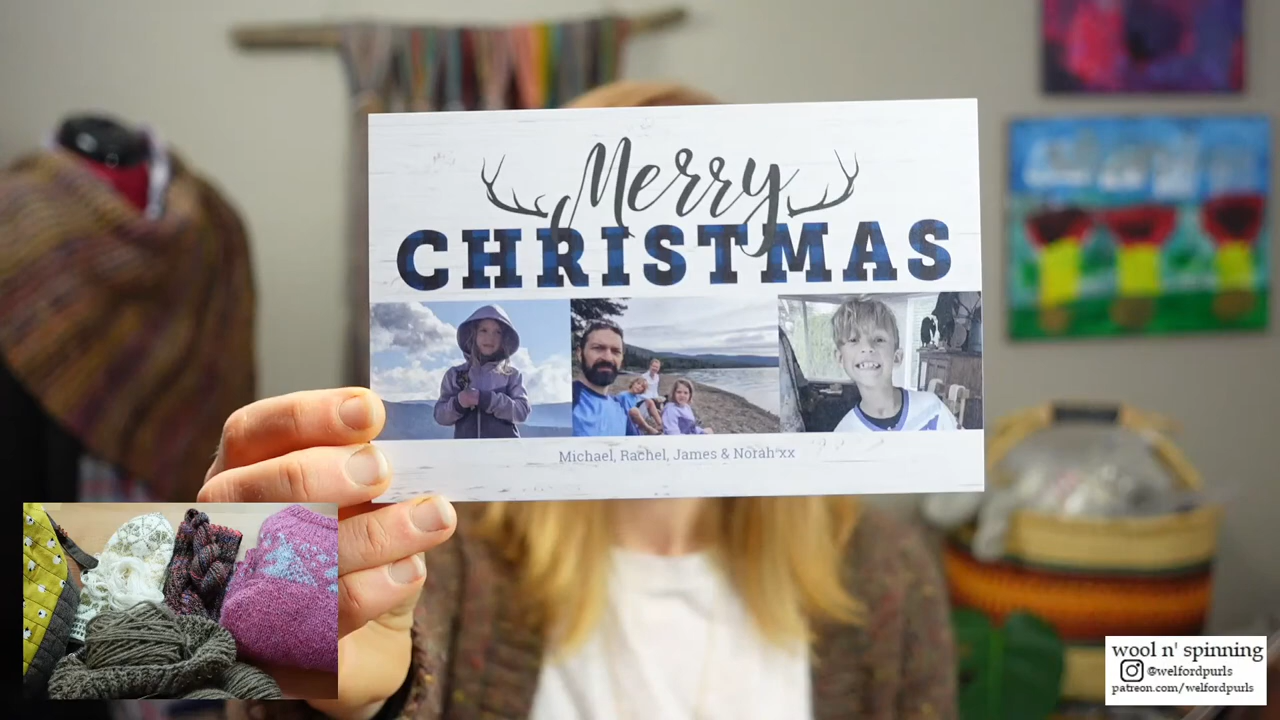 Merry
CHRISTMAS
Michael, Rachel, James & Norah xx
wool n' spinning
@welfordpurls
patreon.com/welfordpurls